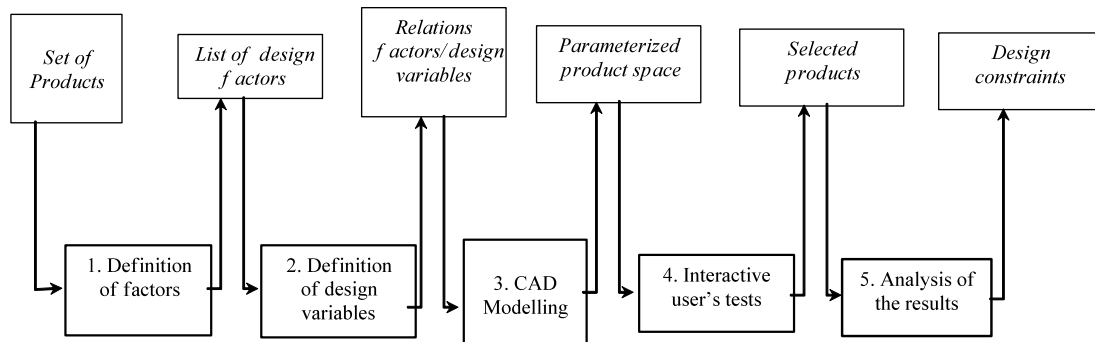 Set of
Products
List of design
f actors
Relations
f actors/design
variables
Parameterized
product space
Selected
products
Design
constraints
1. Definition
of factors
2. Definition
of design
variables
3. CAD
Modelling
4. Interactive
user's tests
5. Analysis of
the results